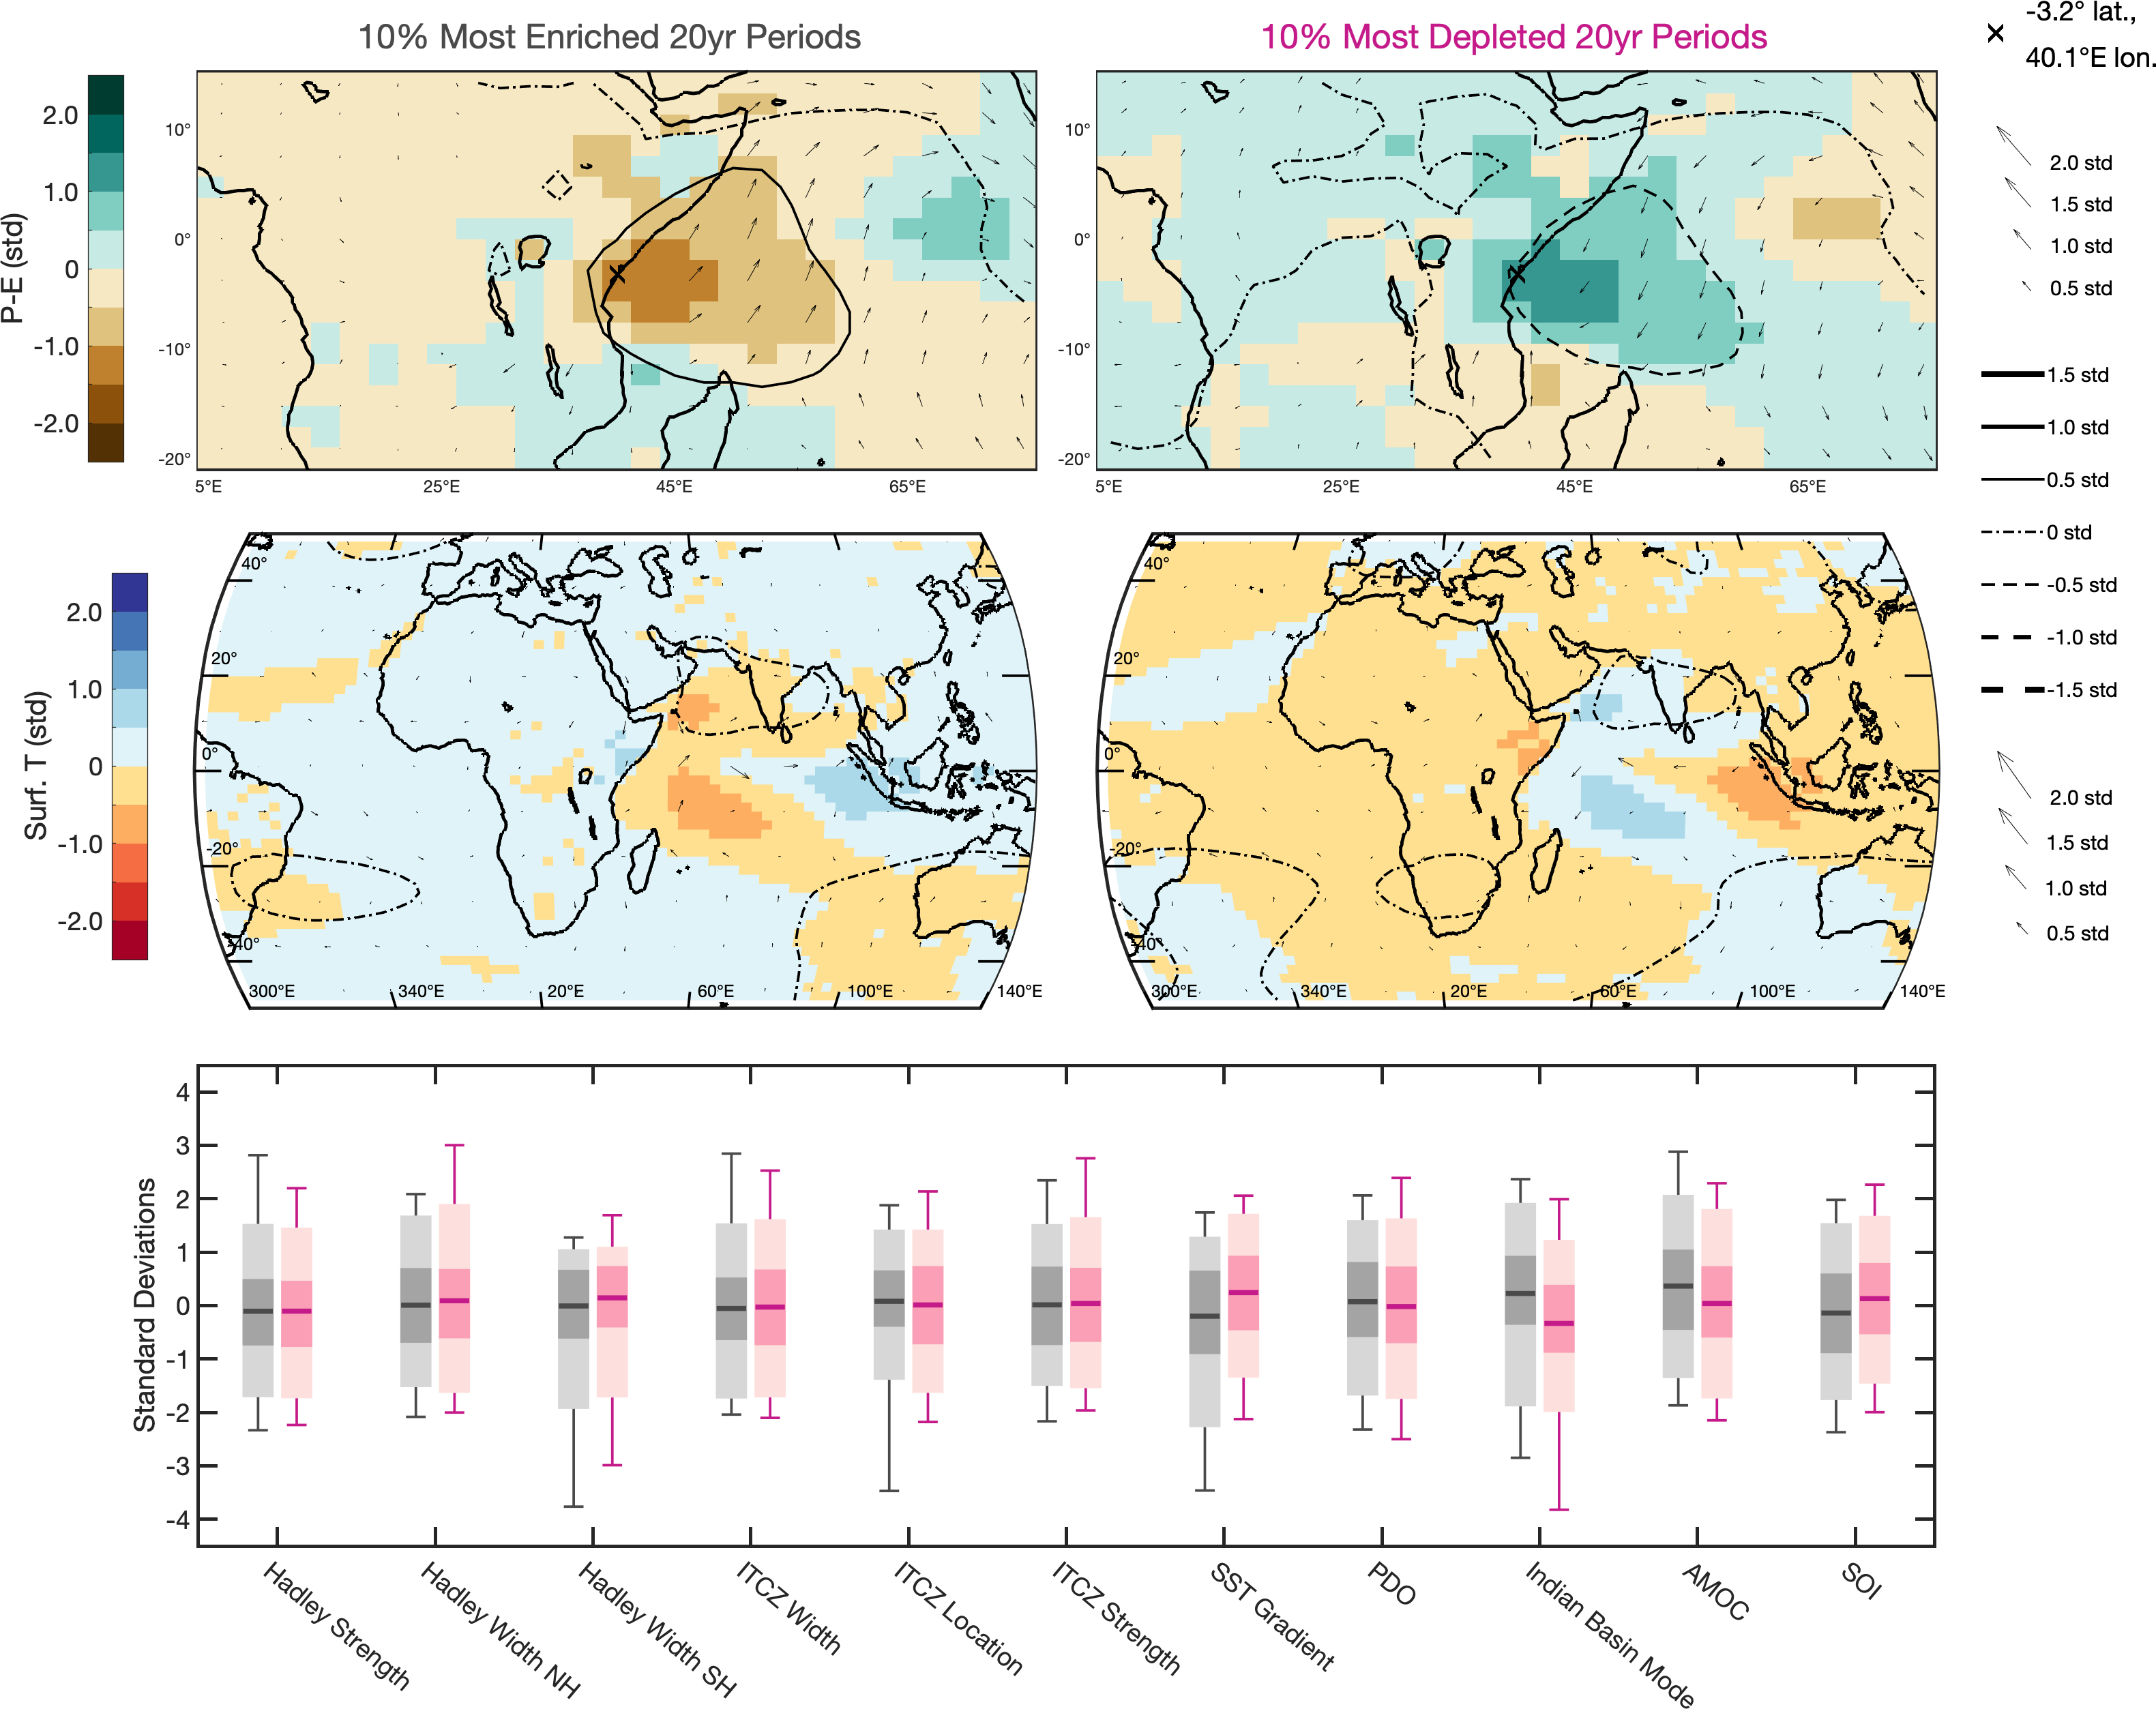 10% Most Enriched 20yr Periods
10% Most Depleted 20yr Periods
-3.2° lat.,
40.1°E lon.
P-E (std)
2.0
1.0
0
-1.0
-2.0
10°
0°
-10°
-20°
5°E
25°E
45°E
65°E
10°
0°
-10°
-20°
5°E
25°E
45°E
65°E
2.0 std
1.5 std
1.0 std
0.5 std
1.5 std
1.0 std
0.5 std
0 std
-0.5 std
-1.0 std
-1.5 std
Surf. T (std)
2.0
1.0
0
-1.0
-2.0
40°
20°
0°
-20°
-40°
300°E
340°E
20°E
60°E
100°E
140°E
40°
20°
0°
-20°
-40°
300°E
340°E
20°E
60°E
100°E
140°E
2.0 std
1.5 std
1.0 std
0.5 std
Standard Deviations
4
3
2
1
0
-1
-2
-3
-4
Hadley Strength
Hadley Width NH
Hadley Width SH
ITCZ Width
ITCZ Location
ITCZ Strength
SST Gradient
PDO
Indian Basin Mode
AMOC
SOI